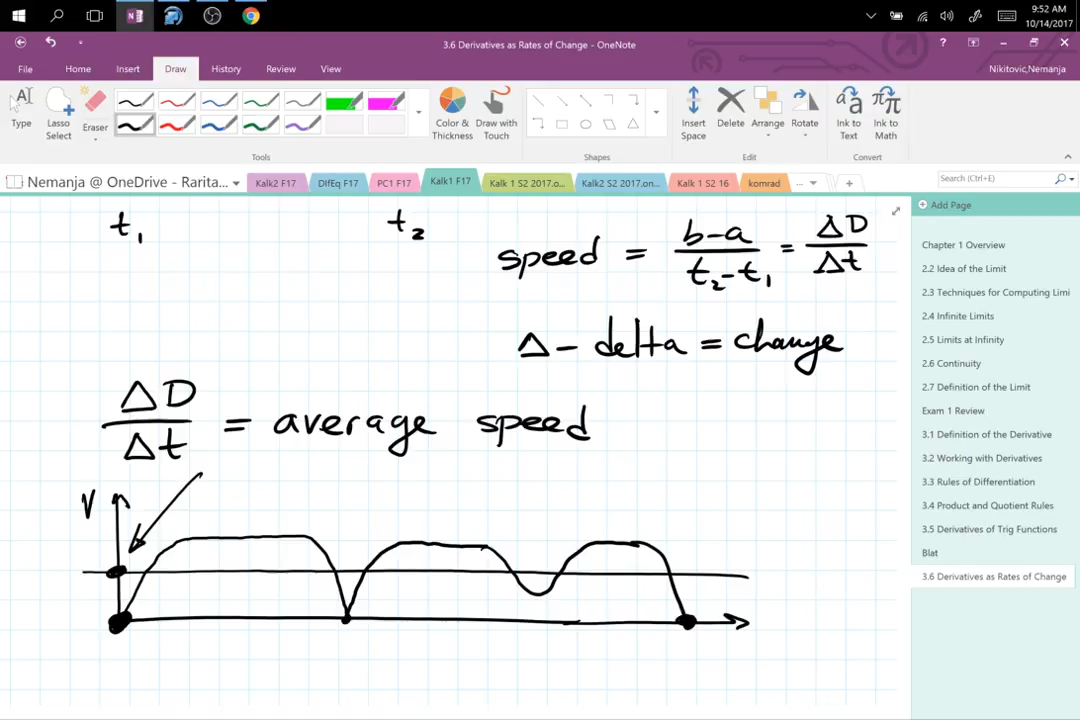 9:52 AM
10/14/2017
3.6 Derivatives as Rates of Change - OneNote
File Home Insert Draw History Review View
Nikitovic,Nemanja
Type
Lasso Select
Eraser
Color & Thickness
Draw with Touch
Insert Space
Delete
Arrange
Rotate
Ink to Text
Ink to Math
Tools
Shapes
Edit
Convert
Nemanja @ OneDrive - Rarita...
Kalk2 F17
DIfEq F17
PC1 F17
Kalk1 F17
Kalk 1 S2 2017.o...
Kalk2 S2 2017.on...
Kalk 1 S2 16
komrad
...
Search (Ctrl+E)
Add Page
Chapter 1 Overview
2.2 Idea of the Limit
2.3 Techniques for Computing Limi
2.4 Infinite Limits
2.5 Limits at Infinity
2.6 Continuity
2.7 Definition of the Limit
Exam 1 Review
3.1 Definition of the Derivative
3.2 Working with Derivatives
3.3 Rules of Differentiation
3.4 Product and Quotient Rules
3.5 Derivatives of Trig Functions
Blat
3.6 Derivatives as Rates of Change
t₁ t₂
speed = b-a / t₂-t₁ = ΔD / Δt
Δ - delta = change
ΔD / Δt = average speed
V